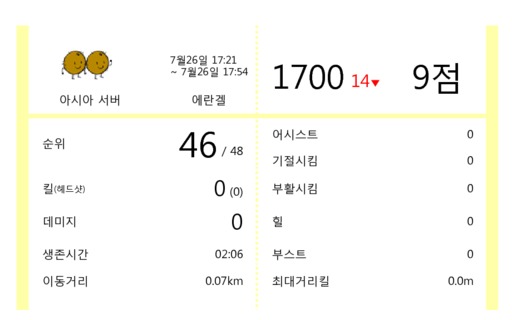 7월26일 17:21
~ 7월26일 17:54
아시아 서버
에란겔
1700 14▼ 9점
순위 46 / 48
킬(헤드샷) 0 (0)
데미지 0
생존시간 02:06
이동거리 0.07km
어시스트 0
기절시킴 0
부활시킴 0
힐 0
부스트 0
최대거리킬 0.0m